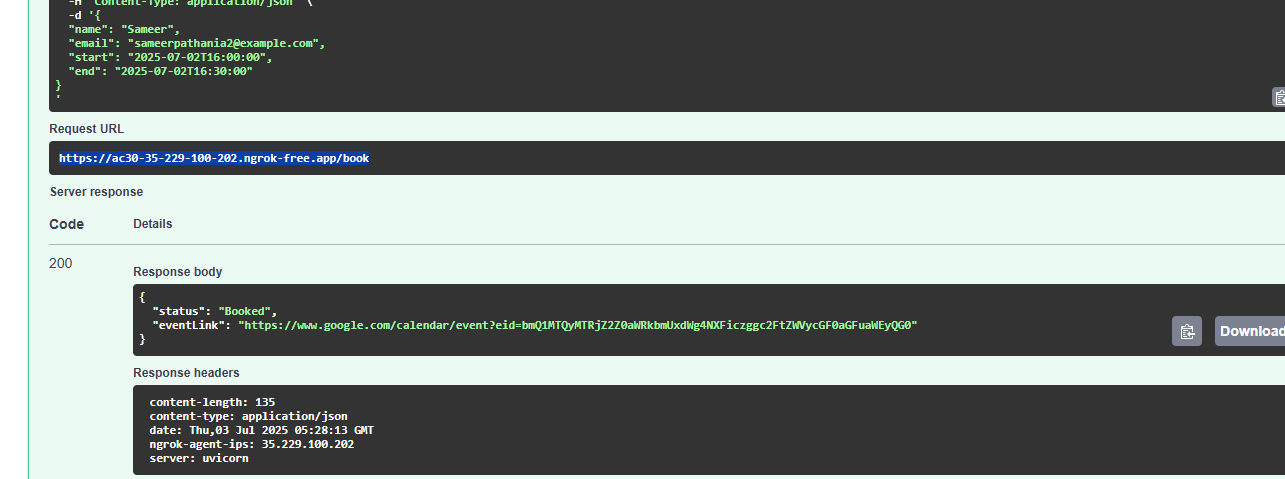 -H 'Content-Type: application/json' \
-d '{
"name": "Sameer",
"email": "sameerpathania2@example.com",
"start": "2025-07-02T16:00:00",
"end": "2025-07-02T16:30:00"
}
'
Request URL
https://ac30-35-229-100-202.ngrok-free.app/book
Server response
Code Details
200
Response body
{
"status": "Booked",
"eventLink": "https://www.google.com/calendar/event?eid=bmQ1MTQyMTRjZ2Z0aWRkbmUxdWg4NXFiczggc2FtZWVycGF0aGFuaWEyQG0"
}
Download
Response headers
content-length: 135
content-type: application/json
date: Thu,03 Jul 2025 05:28:13 GMT
ngrok-agent-ips: 35.229.100.202
server: uvicorn